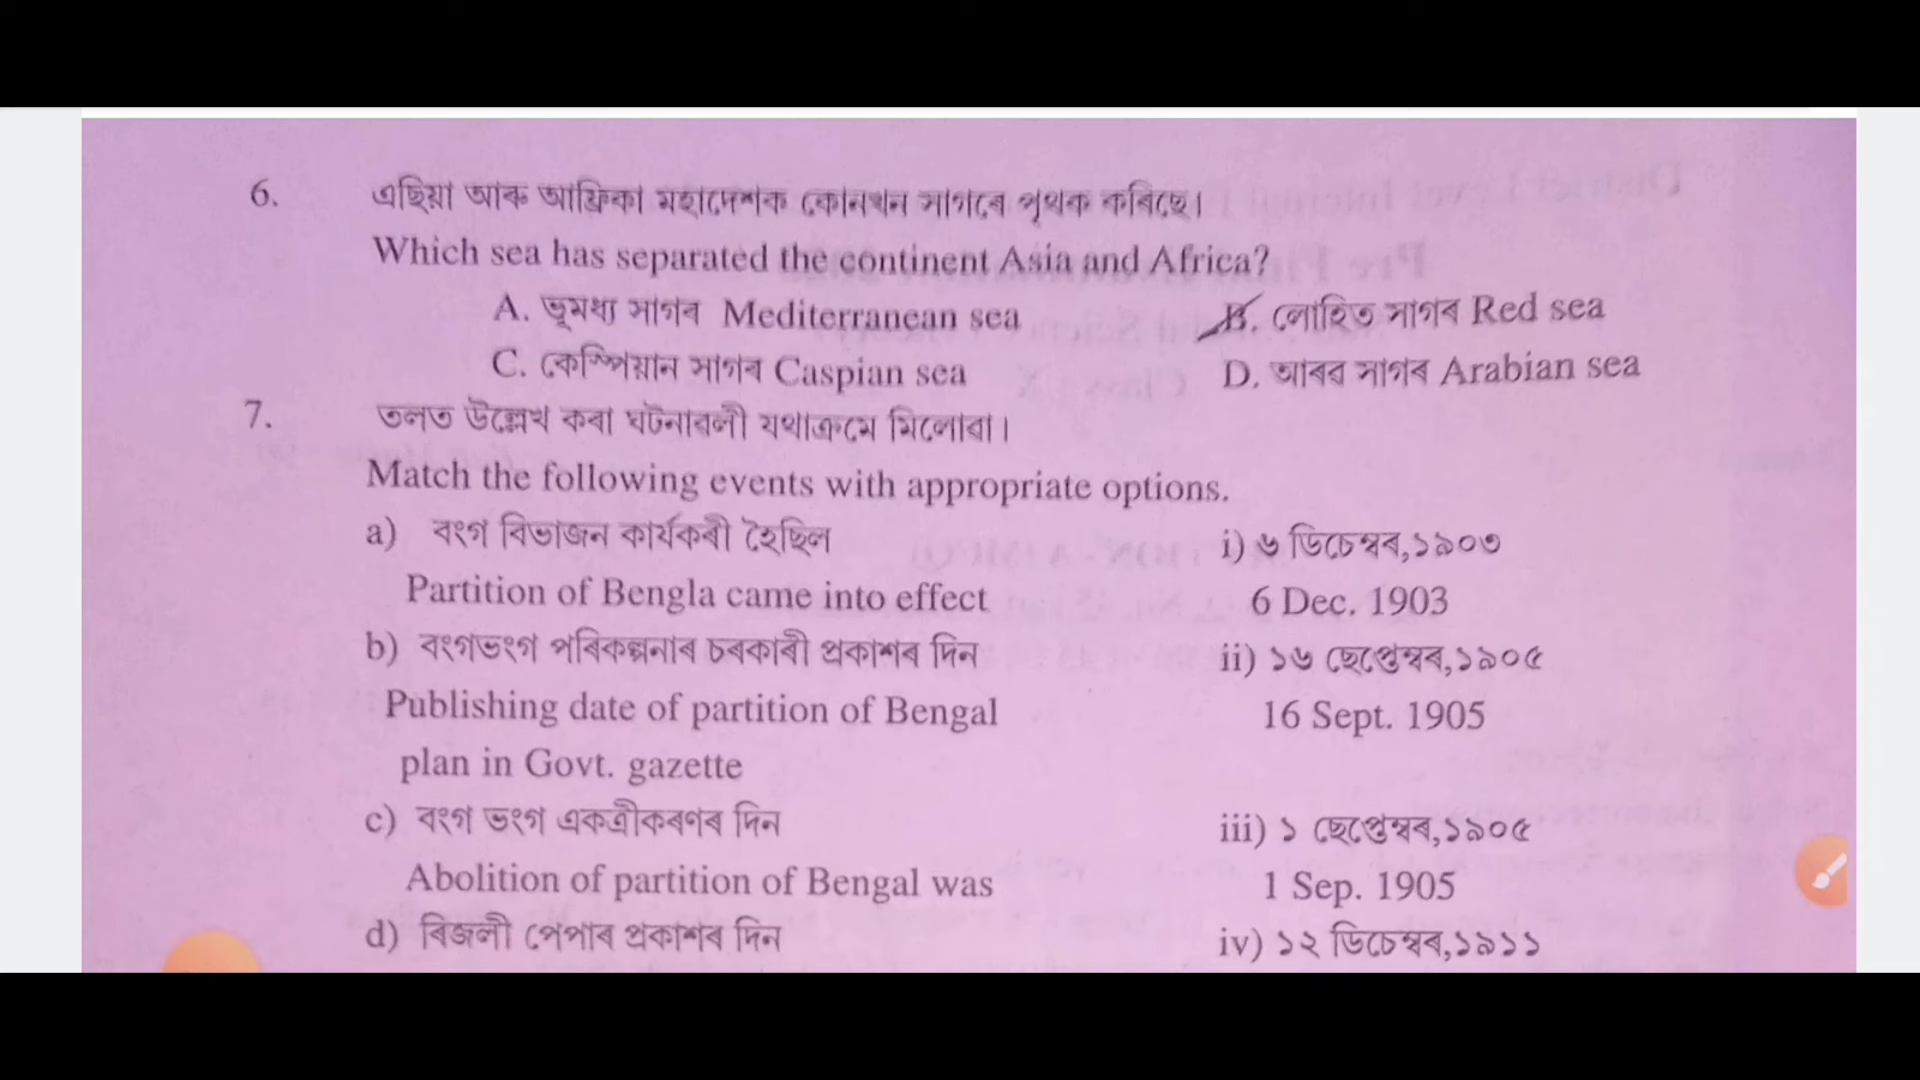 6. এছিয়া আৰু আফ্ৰিকা মহাদেশক কোনখন সাগৰে পৃথক কৰিছে।
Which sea has separated the continent Asia and Africa?
A. ভূমধ্য সাগৰ Mediterranean sea B. লোহিত সাগৰ Red sea
C. কেস্পিয়ান সাগৰ Caspian sea D. আৰব সাগৰ Arabian sea
7. তলত উল্লেখ কৰা ঘটনাৱলী যথাক্ৰমে মিলোৱা।
Match the following events with appropriate options.
a) বংগ বিভাজন কাৰ্যকৰী হৈছিল i) ৬ ডিচেম্বৰ,১৯০৩
Partition of Bengla came into effect 6 Dec. 1903
b) বংগভংগ পৰিকল্পনাৰ চৰকাৰী প্ৰকাশৰ দিন ii) ১৬ ছেপ্তেম্বৰ,১৯০৫
Publishing date of partition of Bengal 16 Sept. 1905
plan in Govt. gazette
c) বংগ ভংগ একত্ৰীকৰণৰ দিন iii) ১ ছেপ্তেম্বৰ,১৯০৫
Abolition of partition of Bengal was 1 Sep. 1905
d) ৰিজলী পেপাৰ প্ৰকাশৰ দিন iv) ১২ ডিচেম্বৰ,১৯১১